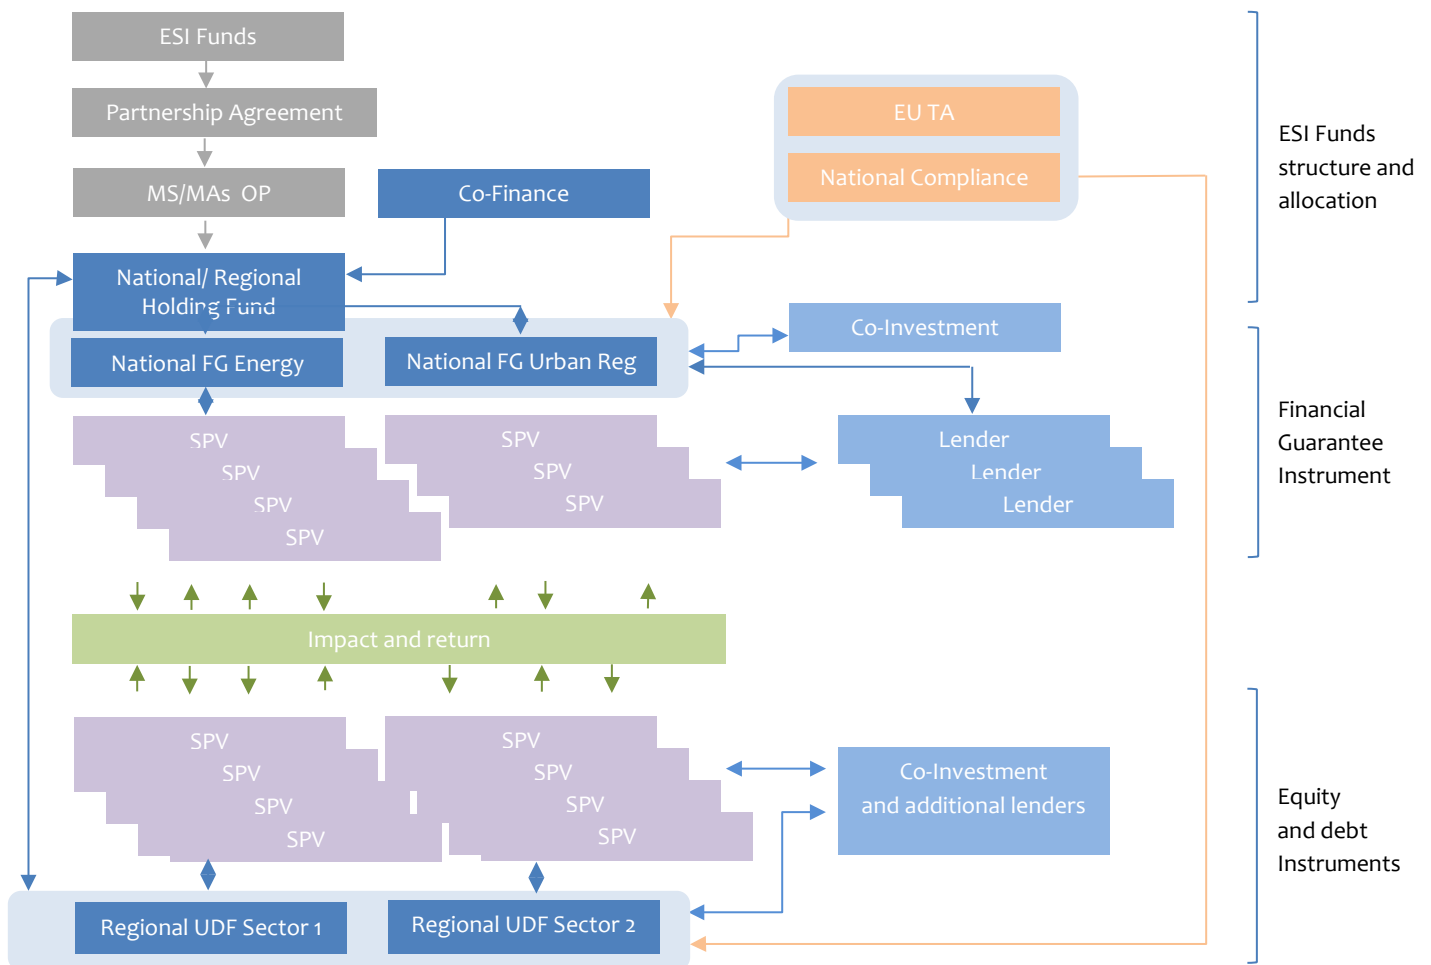 ESI Funds
Partnership Agreement
MS/MAs OP
Co-Finance
EU TA
National Compliance
ESI Funds
structure and
allocation
National/ Regional
Holding Fund
National FG Energy
National FG Urban Reg
Co-Investment
SPV
SPV
SPV
SPV
SPV
SPV
SPV
Lender
Lender
Lender
Financial
Guarantee
Instrument
Impact and return
SPV
SPV
SPV
SPV
SPV
SPV
SPV
SPV
Co-Investment
and additional lenders
Equity
and debt
Instruments
Regional UDF Sector 1
Regional UDF Sector 2